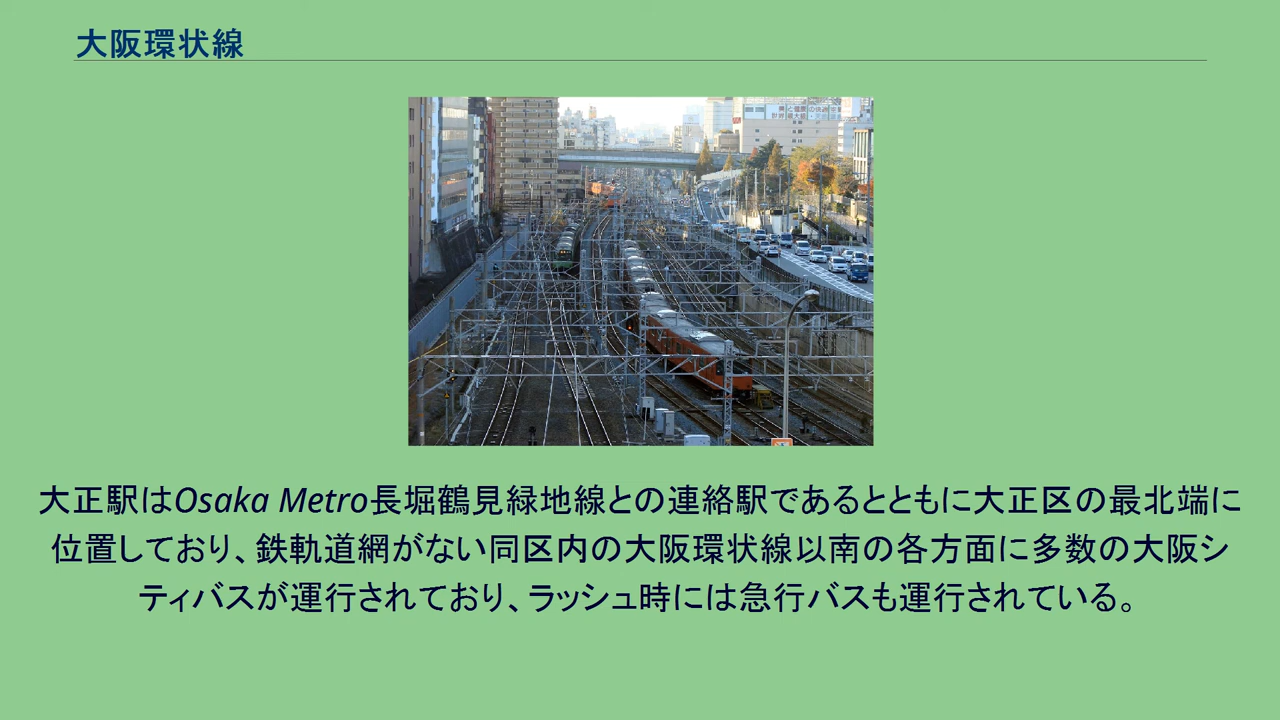 大阪環状線
大正駅はOsaka Metro長堀鶴見緑地線との連絡駅であるとともに大正区の最北端に
位置しており、鉄軌道網がない同区内の大阪環状線以南の各方面に多数の大阪シ
ティバスが運行されており、ラッシュ時には急行バスも運行されている。